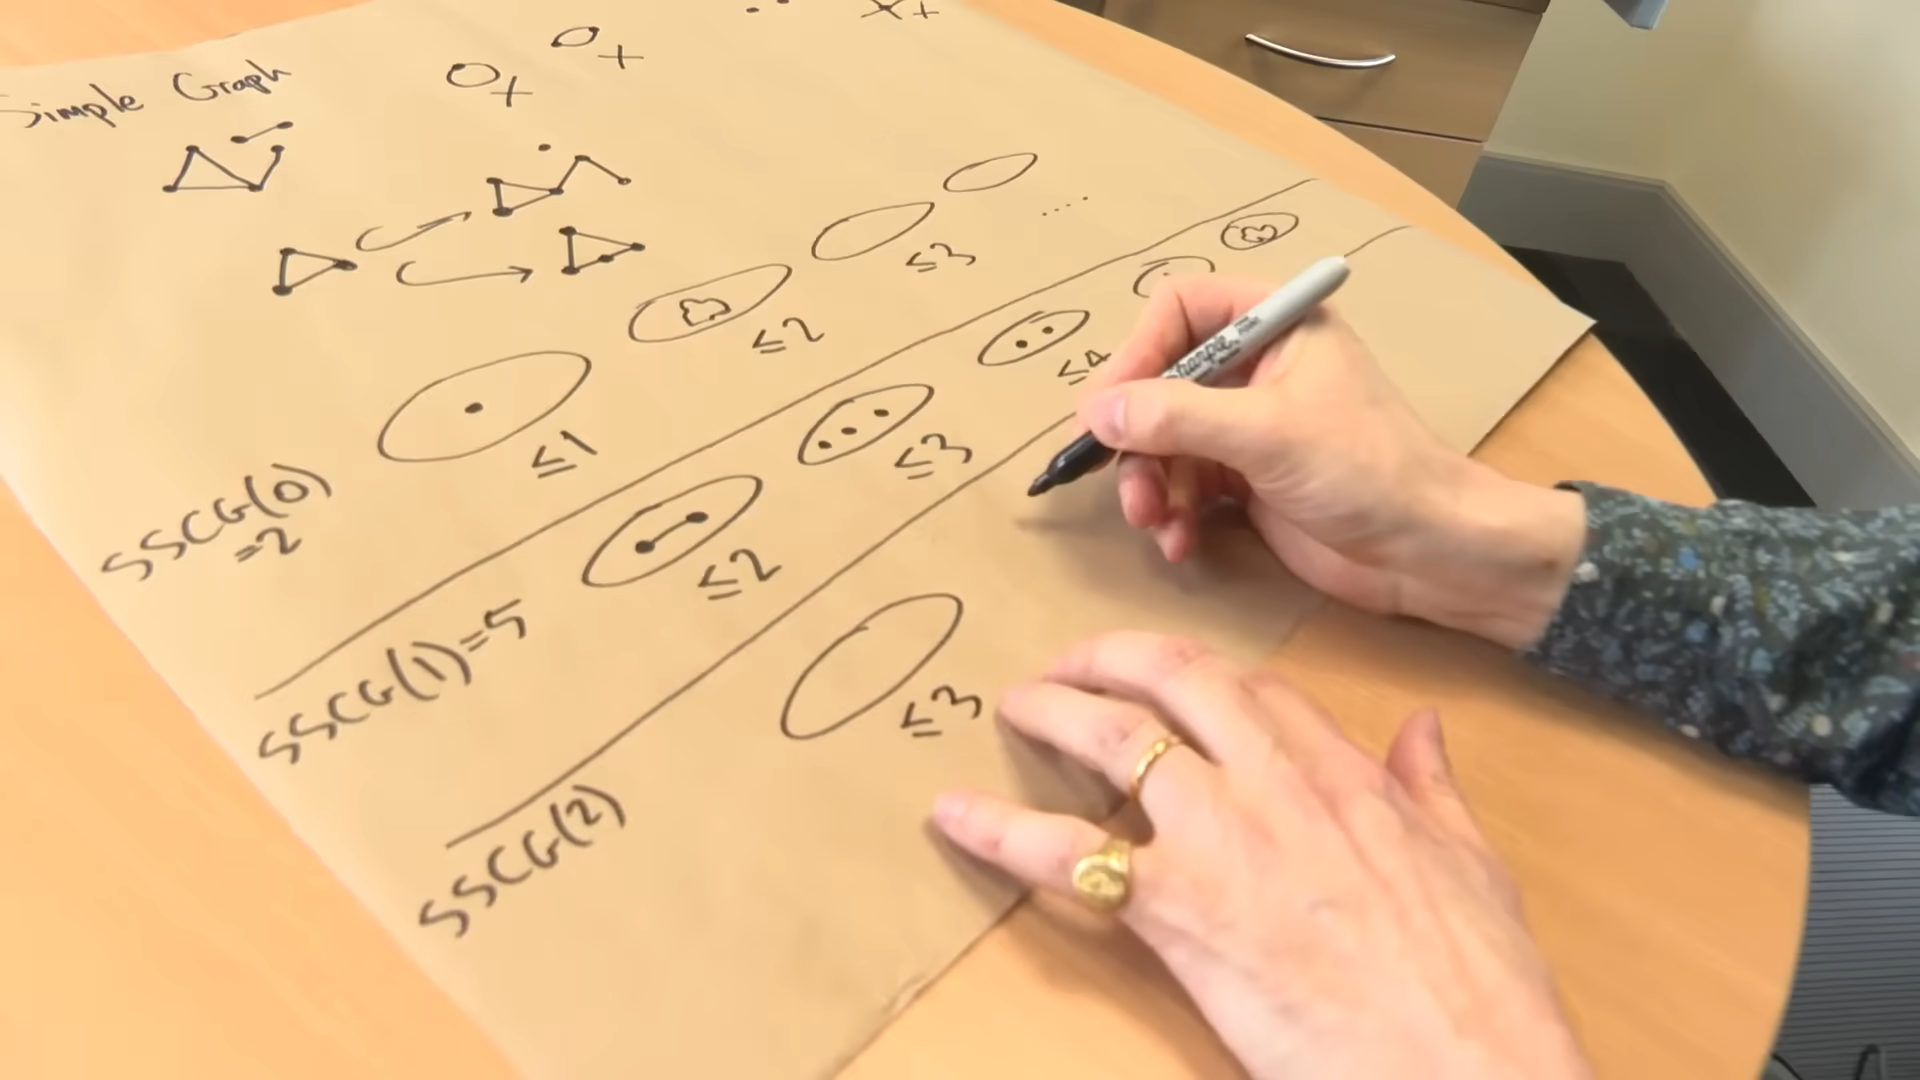 Simple Graph
x+
+
+
≤3
≤2
≤1
SSCG(0)
=2
≤4
≤3
≤2
SSCG(1)=5
≤3
SSCG(2)
Sharpie